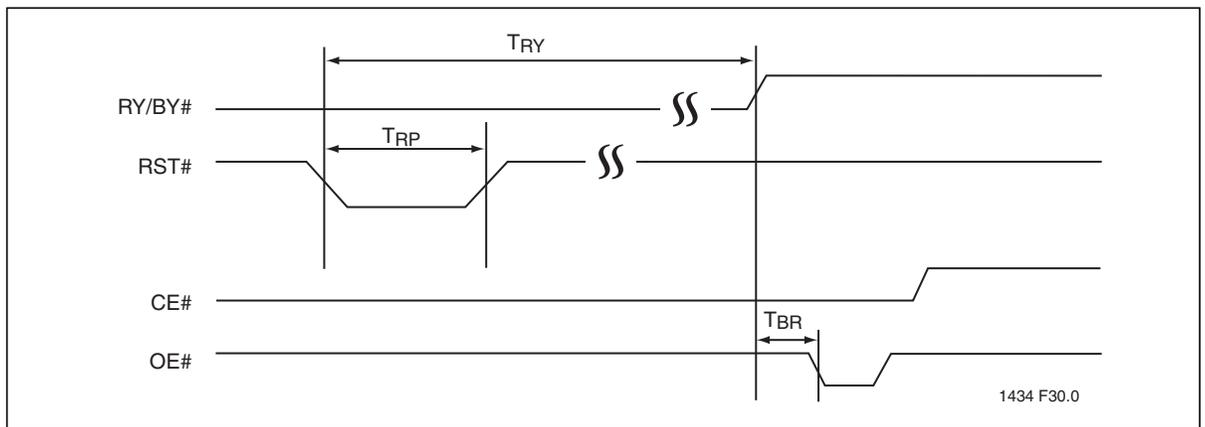 TRY
RY/BY#
TRP
RST#
CE#
TBR
OE#
1434 F30.0